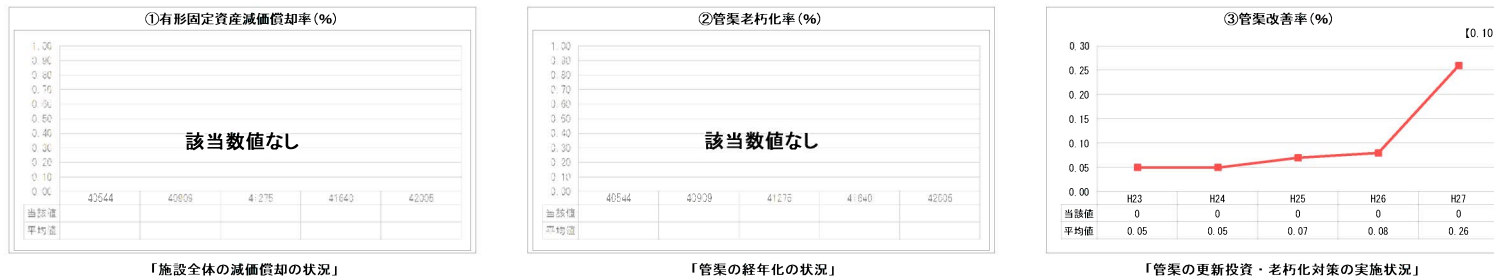 ①有形固定資産減価償却率(%)
1.00
0.90
0.80
0.70
0.60
0.50
0.40
0.30
0.20
0.10
0.00
該当数値なし
40544 40909 41275 41640 42005
当該値
平均値
「施設全体の減価償却の状況」
②管渠老朽化率(%)
1.00
0.90
0.80
0.70
0.60
0.50
0.40
0.30
0.20
0.10
0.00
該当数値なし
40544 40909 41275 41640 42005
当該値
平均値
「管渠の経年化の状況」
③管渠改善率(%)
【0.10
0.30
0.25
0.20
0.15
0.10
0.05
0.00
H23 H24 H25 H26 H27
当該値 0 0 0 0 0
平均値 0.05 0.05 0.07 0.08 0.26
「管渠の更新投資・老朽化対策の実施状況」